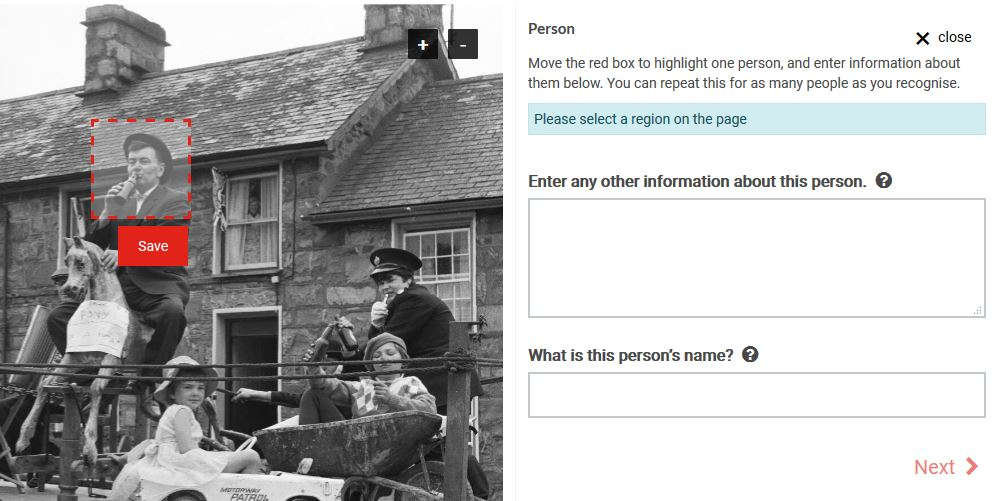 + -
Save
PONY
MOTORWAY
PATROL
Person
close
Move the red box to highlight one person, and enter information about
them below. You can repeat this for as many people as you recognise.
Please select a region on the page
Enter any other information about this person. ?
What is this person's name? ?
Next